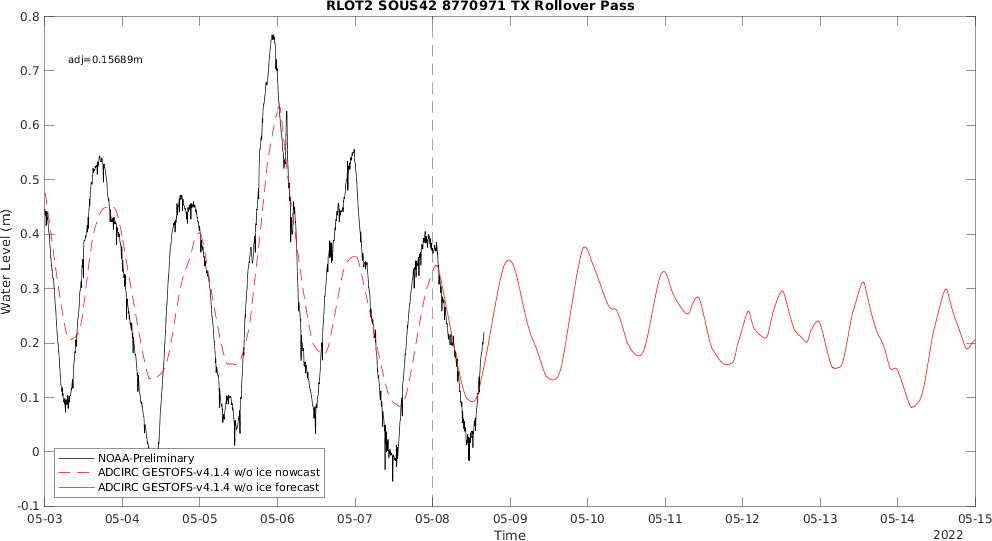 RLOT2 SOUS42 8770971 TX Rollover Pass
adj=0.15689m
Water Level (m)
0.8
0.7
0.6
0.5
0.4
0.3
0.2
0.1
0
-0.1
NOAA-Preliminary
ADCIRC GESTOFS-v4.1.4 w/o ice nowcast
ADCIRC GESTOFS-v4.1.4 w/o ice forecast
05-03 05-04 05-05 05-06 05-07 05-08 05-09 05-10 05-11 05-12 05-13 05-14 05-15
Time
2022